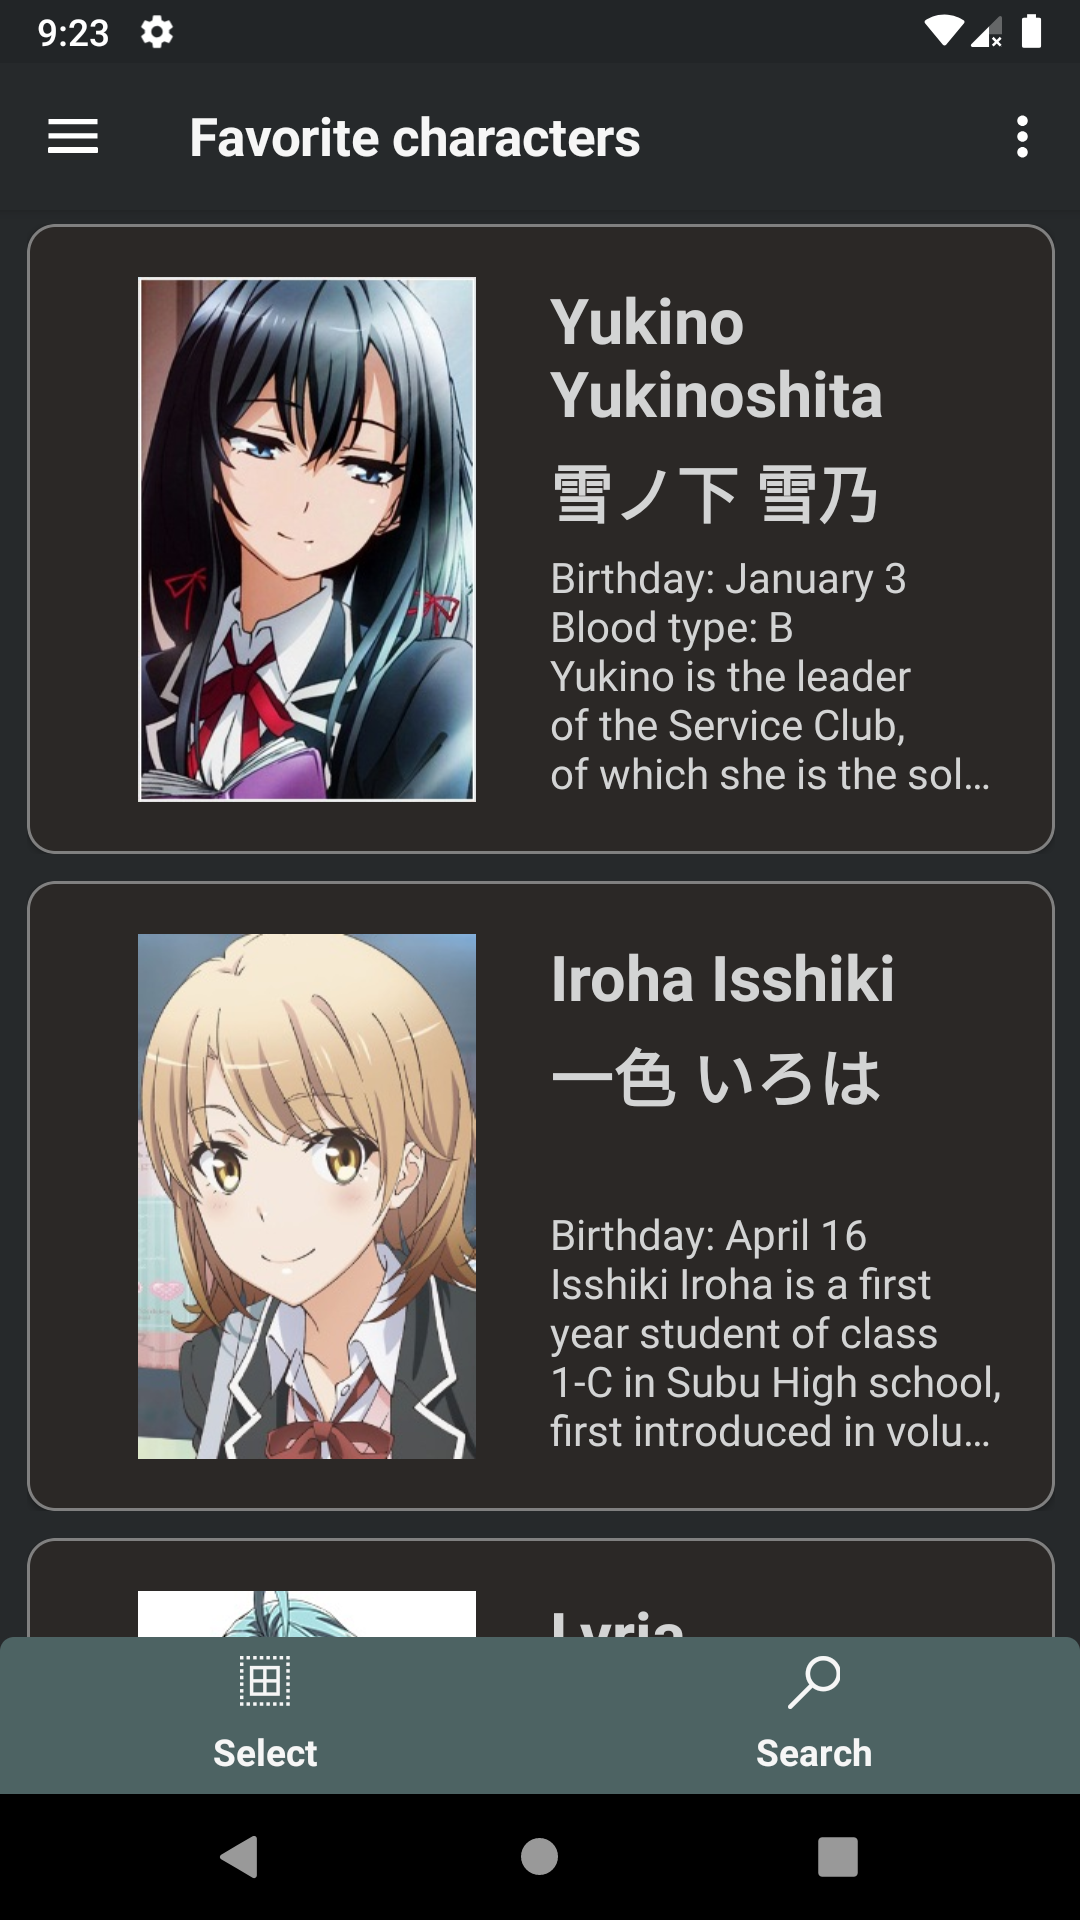 9:23
Favorite characters
Yukino
Yukinoshita
雪ノ下 雪乃
Birthday: January 3
Blood type: B
Yukino is the leader
of the Service Club,
of which she is the sol…
Iroha Isshiki
一色 いろは
Birthday: April 16
Isshiki Iroha is a first
year student of class
1-C in Subu High school,
first introduced in volu…
Lyria
Select
Search